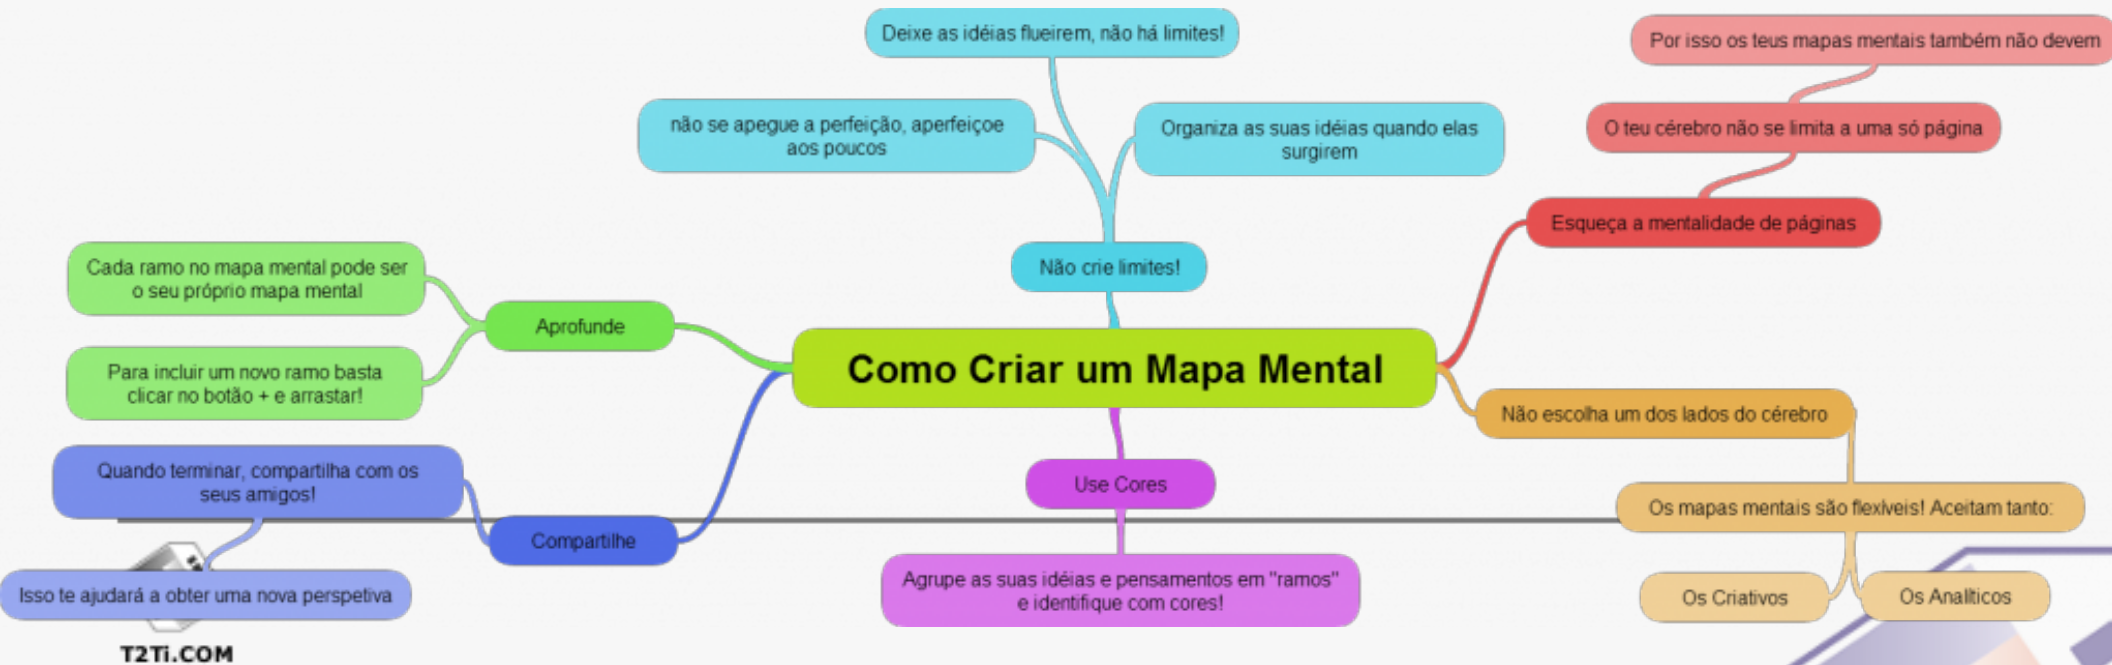 Deixe as idéias flueirem, não há limites!
não se apegue a perfeição, aperfeiçoe
aos poucos
Organiza as suas idéias quando elas
surgirem
Não crie limites!
Por isso os teus mapas mentais também não devem
O teu cérebro não se limita a uma só página
Esqueça a mentalidade de páginas
Cada ramo no mapa mental pode ser
o seu próprio mapa mental
Aprofunde
Para incluir um novo ramo basta
clicar no botão + e arrastar!
Como Criar um Mapa Mental
Não escolha um dos lados do cérebro
Quando terminar, compartilha com os
seus amigos!
Compartilhe
Isso te ajudará a obter uma nova perspetiva
Use Cores
Agrupe as suas idéias e pensamentos em "ramos"
e identifique com cores!
Os mapas mentais são flexíveis! Aceitam tanto:
Os Criativos
Os Analíticos
T2Ti.COM